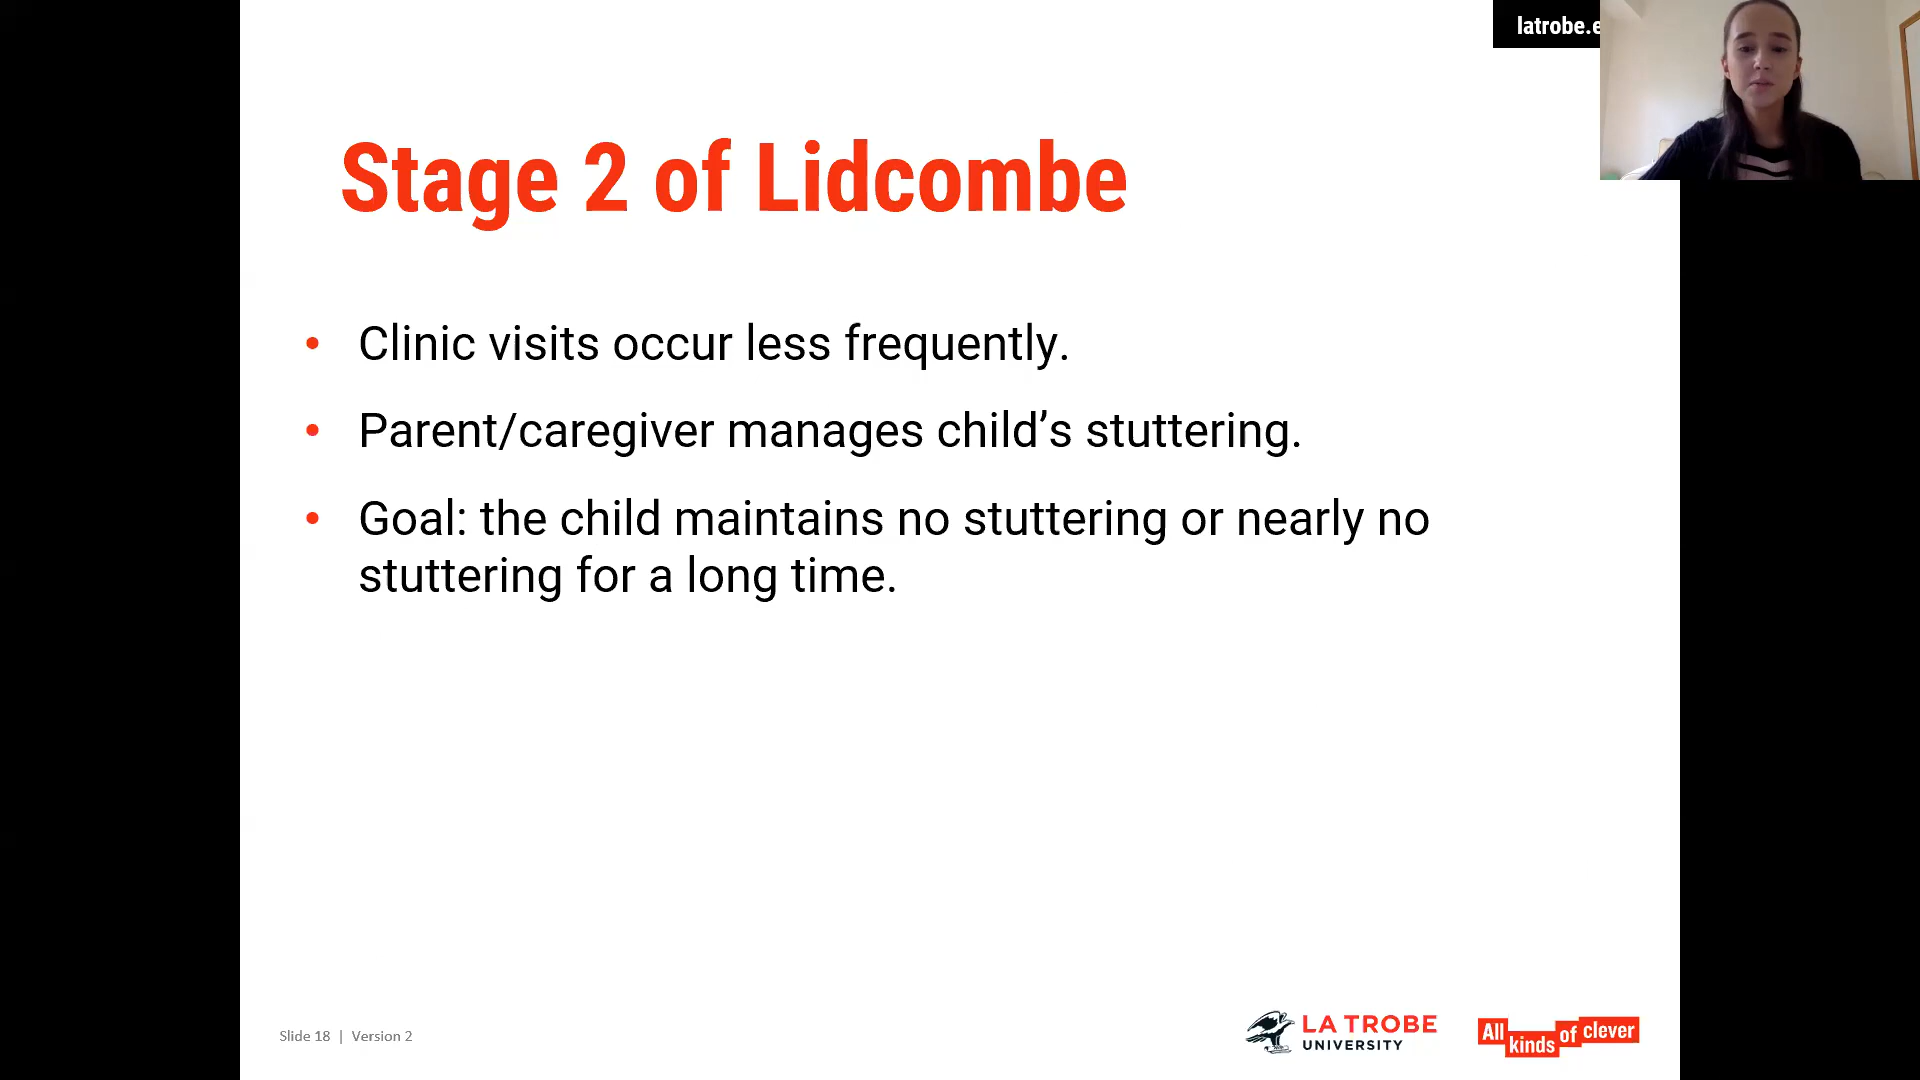 latrobe.e
Stage 2 of Lidcombe
• Clinic visits occur less frequently.
• Parent/caregiver manages child’s stuttering.
• Goal: the child maintains no stuttering or nearly no
stuttering for a long time.
Slide 18 | Version 2
LA TROBE
UNIVERSITY
All kinds of clever